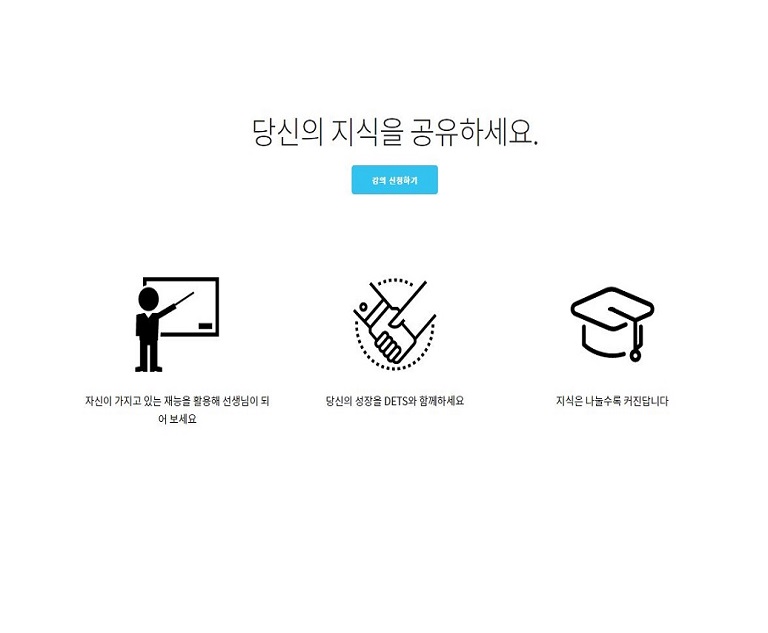 당신의 지식을 공유하세요.
강의 신청하기
자신이 가지고 있는 재능을 활용해 선생님이 되
어 보세요
당신의 성장을 DETS와 함께하세요
지식은 나눌수록 커진답니다